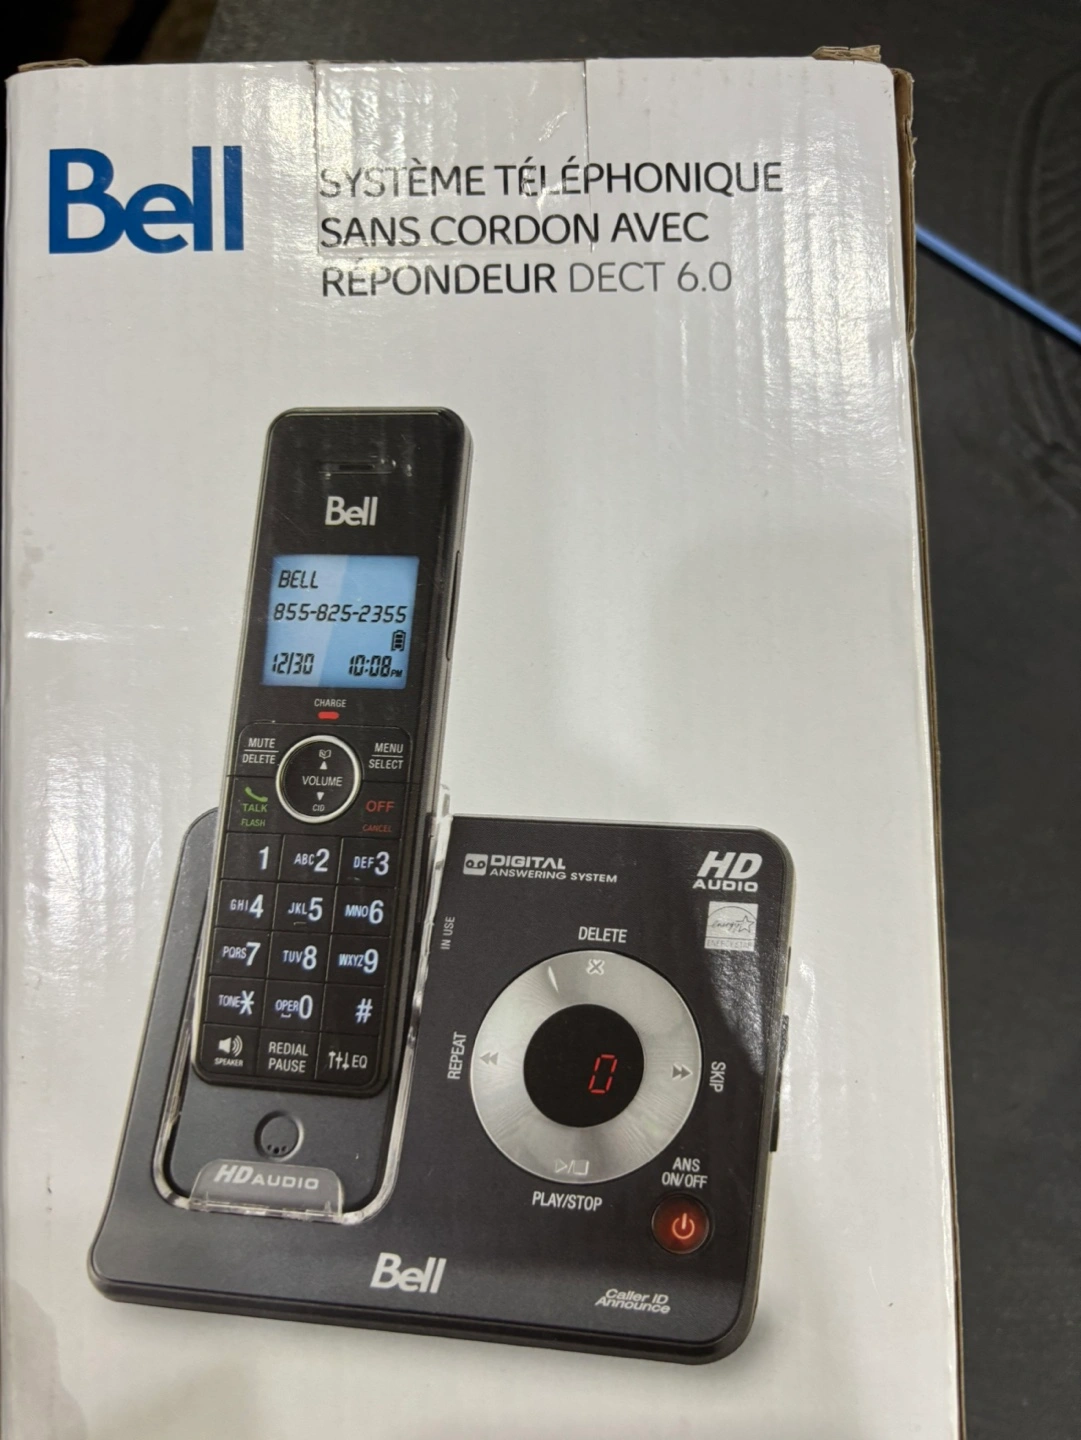 Bell
SYSTÈME TÉLÉPHONIQUE
SANS CORDON AVEC
RÉPONDEUR DECT 6.0
Bell
BELL
855-825-2355
12/30 10:08PM
CHARGE
MUTE
DELETE
MENU
SELECT
VOLUME
CID
TALK
FLASH
OFF
CANCEL
1 ABC2 DEF3
GHI4 JKL5 MNO6
PQRS7 TUV8 WXYZ9
TONE* OPER0 #
SPEAKER
REDIAL
PAUSE
EQ
HD AUDIO
DIGITAL
ANSWERING SYSTEM
HD
AUDIO
energy
ENERGY STAR
IN USE
DELETE
REPEAT
0
SKIP
PLAY/STOP
ANS
ON/OFF
Bell
Caller ID
Announce